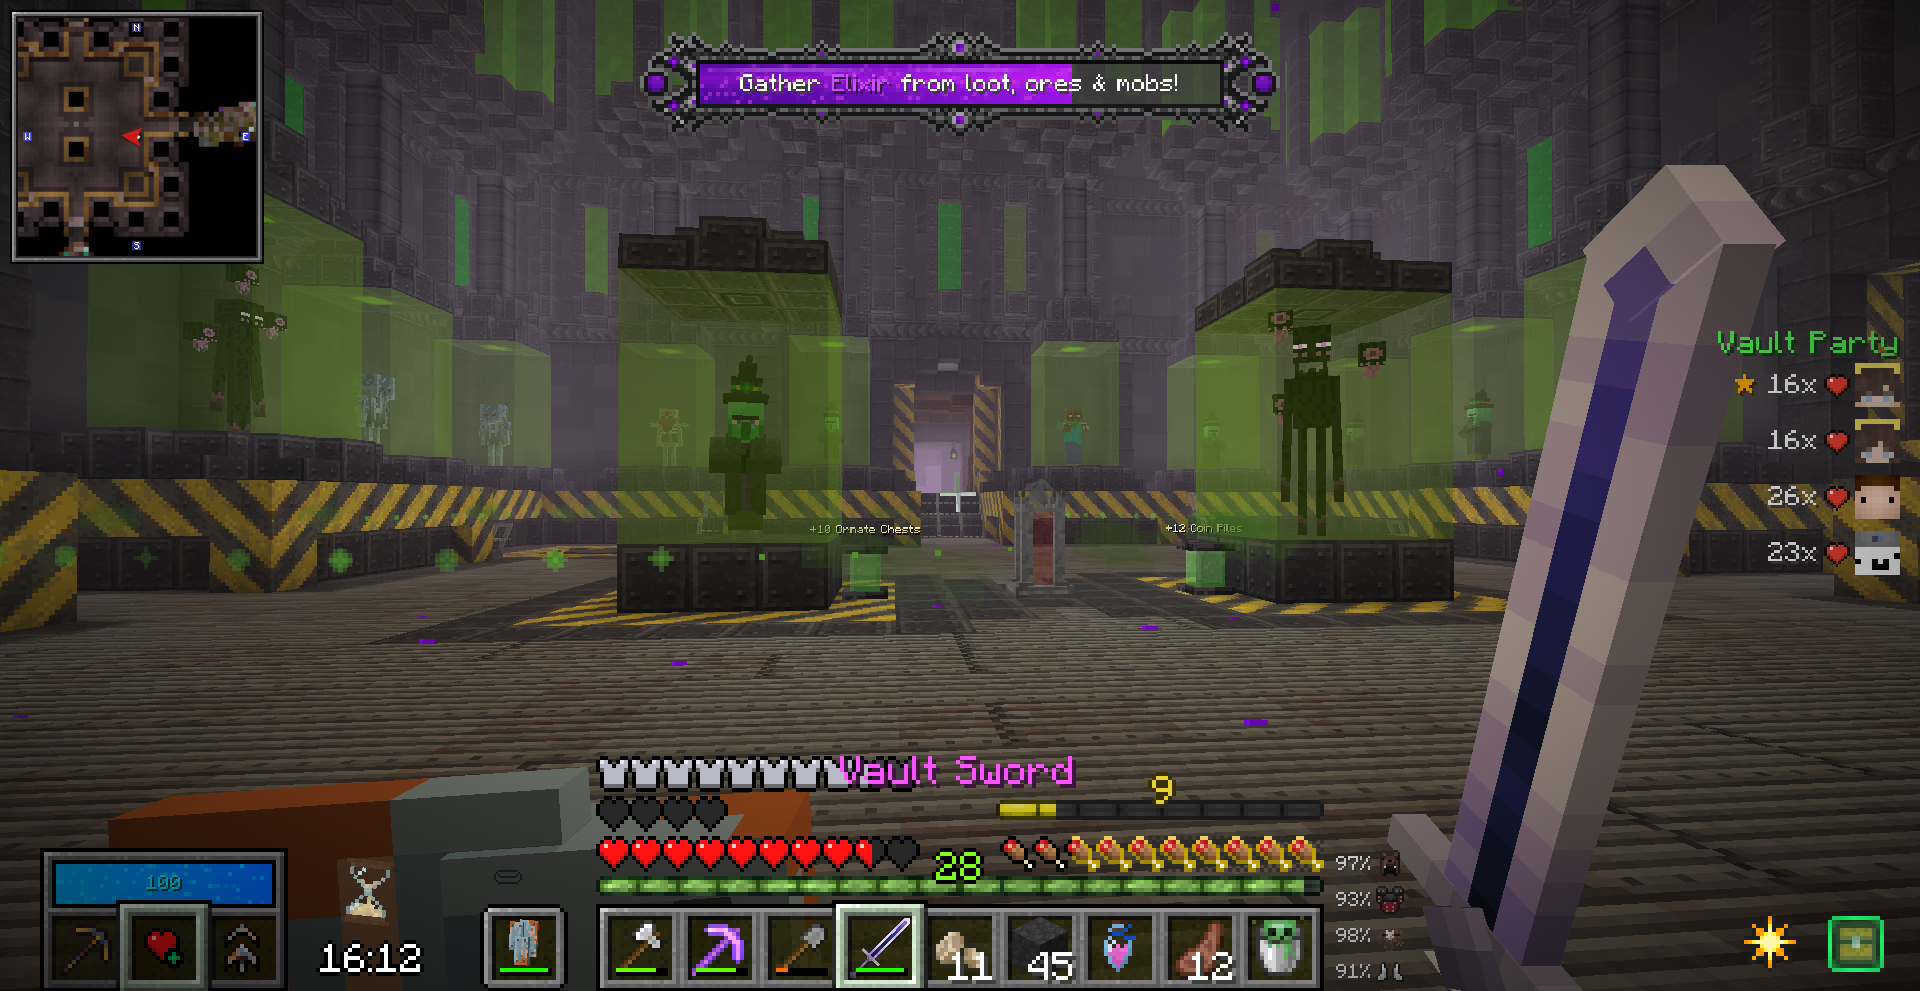 N
Gather Elixir from loot, ores & mobs!
W
E
S
Vault Party
16x
16x
26x
23x
+10 Ornate Chests
+12 Coin Piles
Vault Sword
9
28
100
16:12
11
45
12
97%
93%
98%
91%